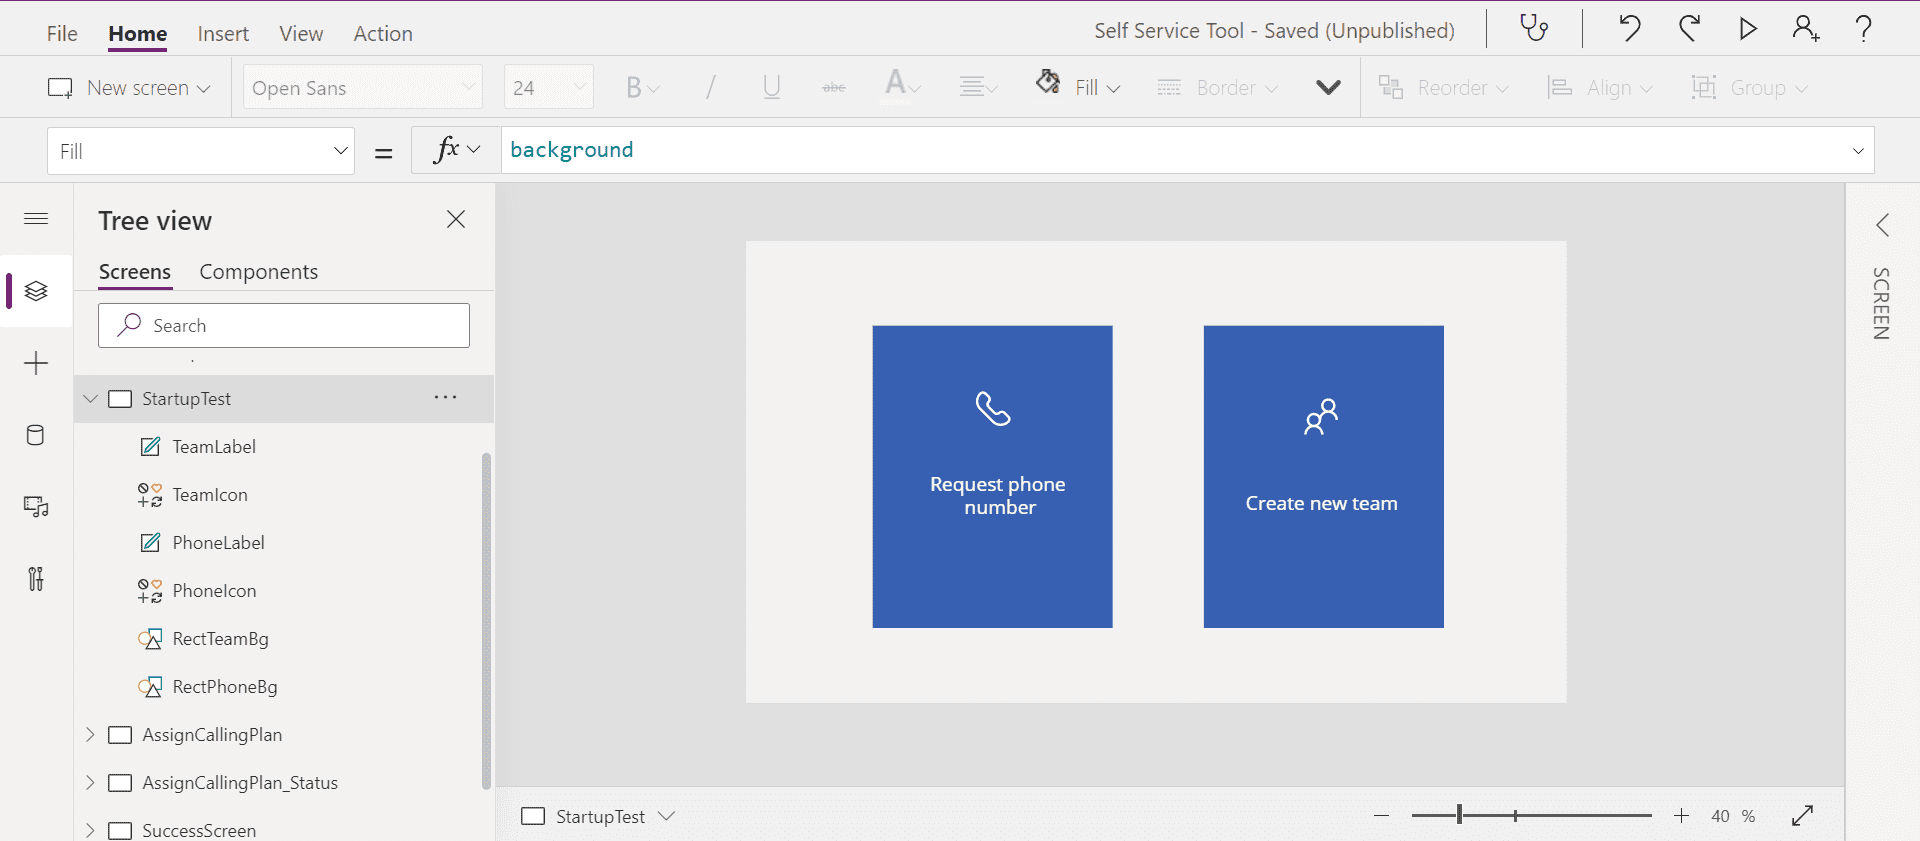 File Home Insert View Action Self Service Tool - Saved (Unpublished) ?
New screen Open Sans 24 B / U abc A Fill Border Reorder Align Group
Fill = fx background
Tree view
Screens Components
Search
StartupTest ...
TeamLabel
TeamIcon
PhoneLabel
PhoneIcon
RectTeamBg
RectPhoneBg
AssignCallingPlan
AssignCallingPlan_Status
SuccessScreen
Request phone
number
Create new team
StartupTest 40 %
SCREEN